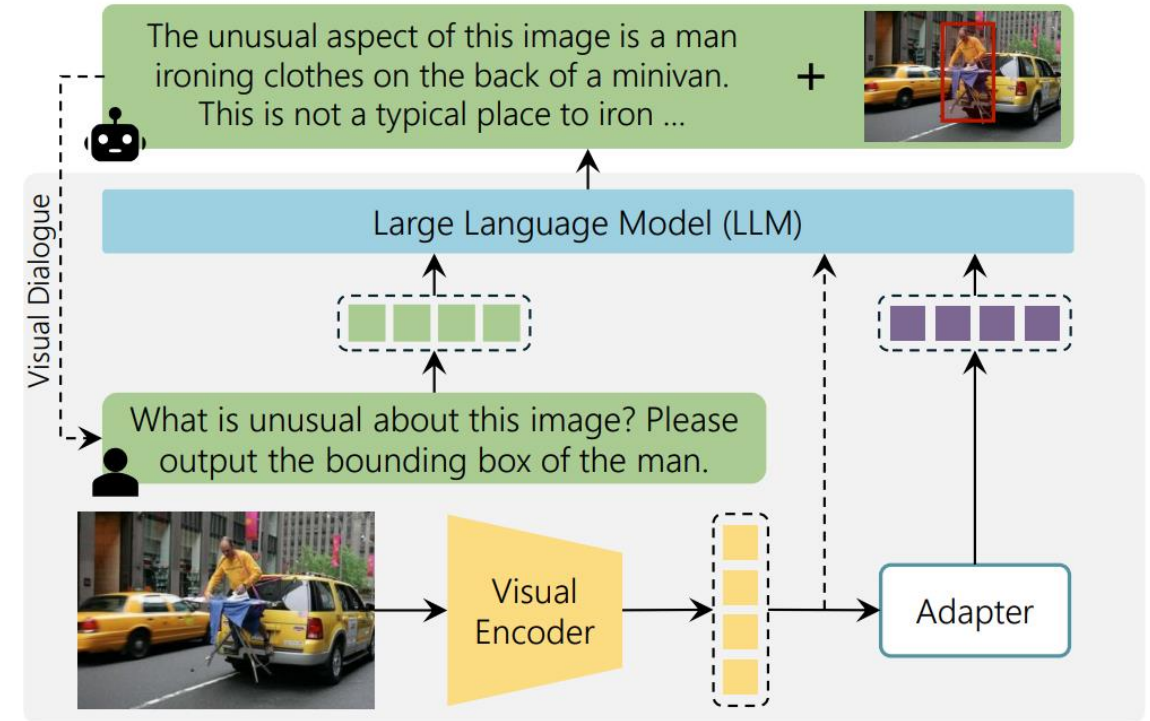 The unusual aspect of this image is a man
ironing clothes on the back of a minivan.
This is not a typical place to iron ...
+
Visual Dialogue
Large Language Model (LLM)
What is unusual about this image? Please
output the bounding box of the man.
Visual
Encoder
Adapter